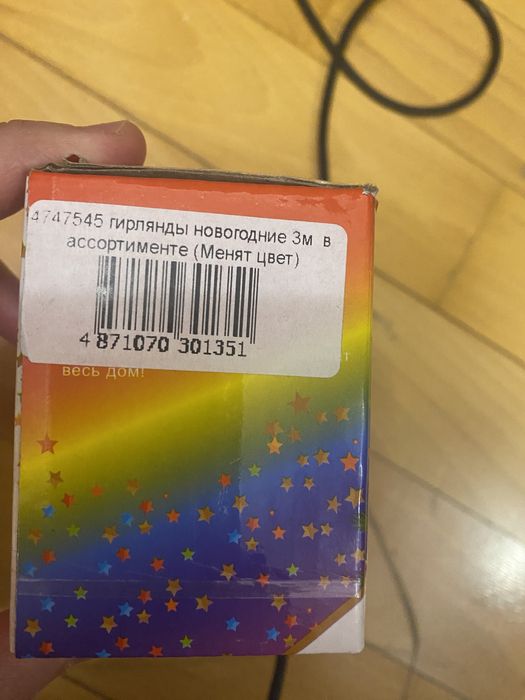 4747545 гирлянды новогодние 3м в
ассортименте (Менят цвет)
4 871070 301351
весь дом!